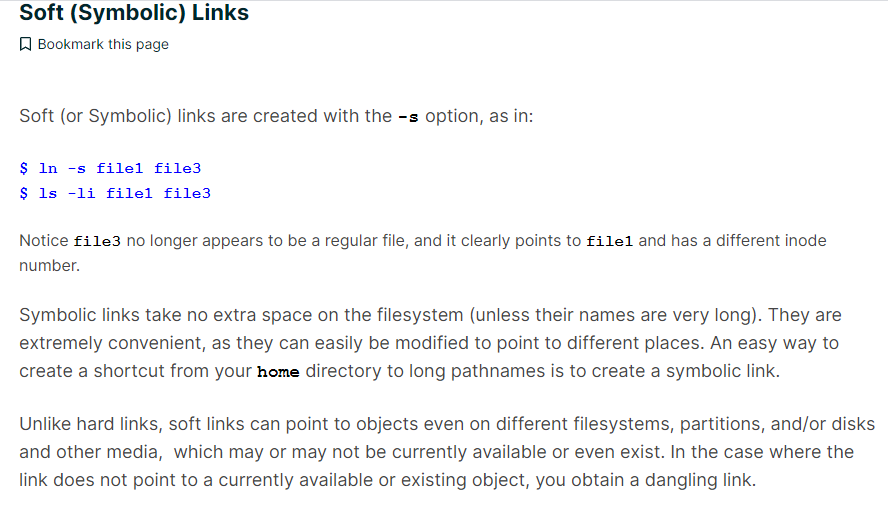 Soft (Symbolic) Links
Bookmark this page
Soft (or Symbolic) links are created with the -s option, as in:
$ ln -s file1 file3
$ ls -li file1 file3
Notice file3 no longer appears to be a regular file, and it clearly points to file1 and has a different inode
number.
Symbolic links take no extra space on the filesystem (unless their names are very long). They are
extremely convenient, as they can easily be modified to point to different places. An easy way to
create a shortcut from your home directory to long pathnames is to create a symbolic link.
Unlike hard links, soft links can point to objects even on different filesystems, partitions, and/or disks
and other media,  which may or may not be currently available or even exist. In the case where the
link does not point to a currently available or existing object, you obtain a dangling link.